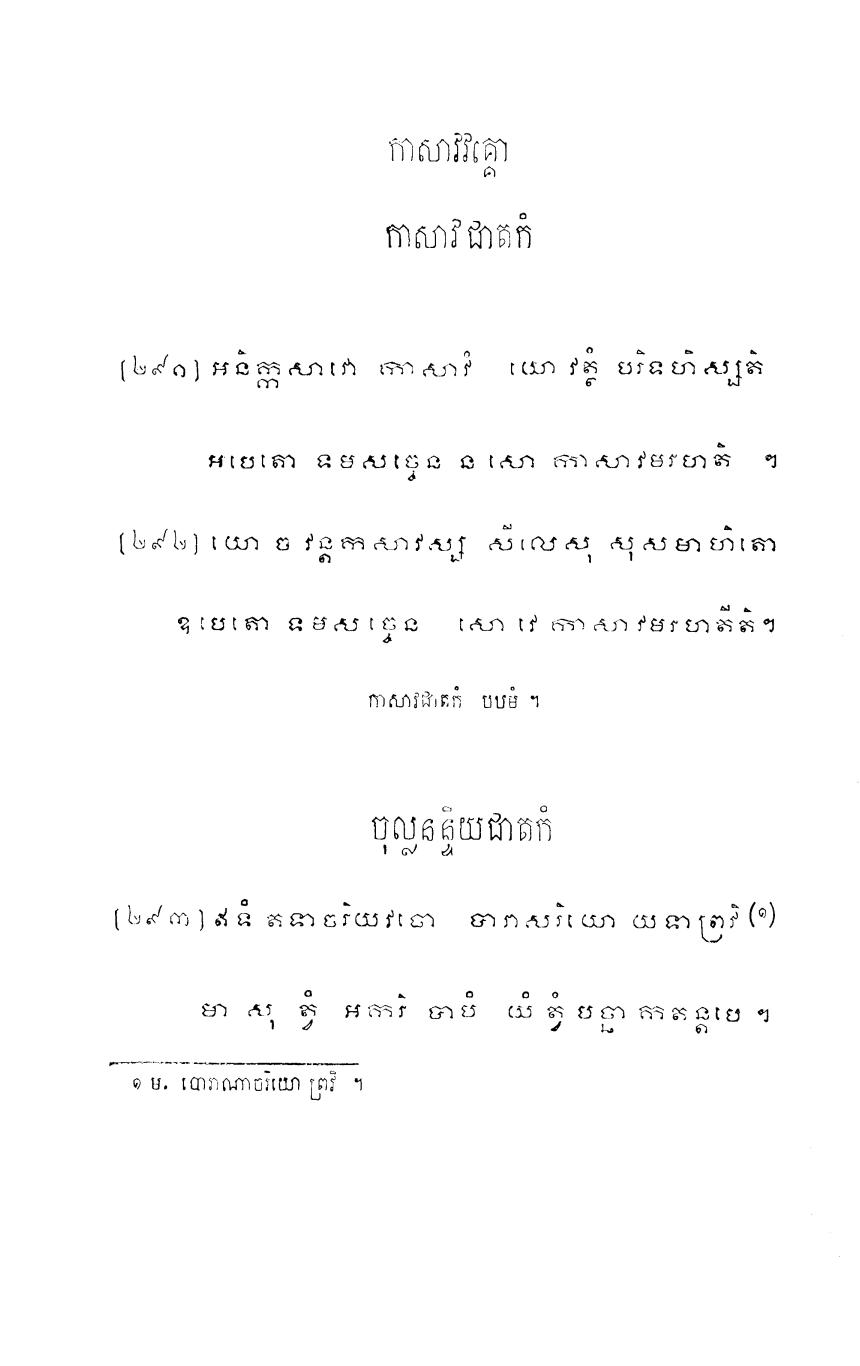 កាសាវវគ្គោ
កាសាវជាតកំ
[២៩១] អនិក្កសាវោ កាសាវំ យោ វត្ថំ បរិទហិស្សតិ
អបេតោ ទមសច្ចេន ន សោ កាសាវមរហតិ ។
[២៩២] យោ ច វន្តកាសាវស្ស សីលេសុ សុសមាហិតោ
ឧបេតោ ទមសច្ចេន សោ វេ កាសាវមរហតីតិ។
កាសាវជាតកំ បឋមំ ។
ចុល្លនន្ទិយជាតកំ
[២៩៣] ឥទំ តទាចរិយវចោ បារាសរិយោ យទាព្រវិ (១)
មា សុ ត្វំ អករិ បាបំ យំ ត្វំ បច្ឆា កតន្តបេ ។
១ ម. បោរាណាចរិយោ ព្រវិ ។